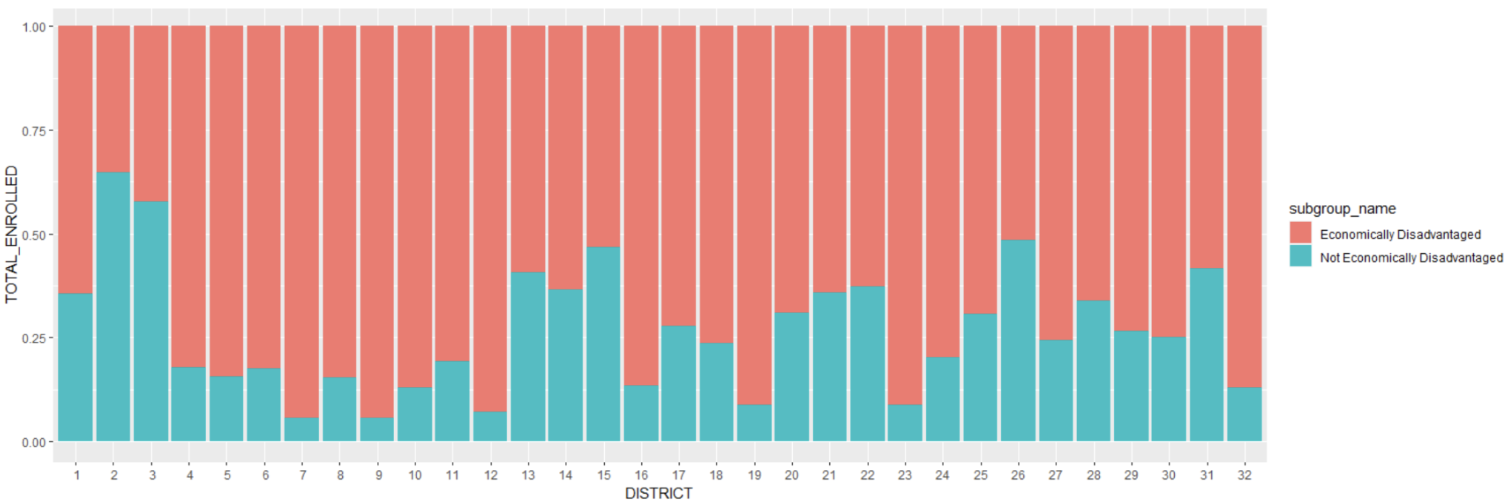 1.00
0.75
0.50
0.25
0.00
TOTAL_ENROLLED
1 2 3 4 5 6 7 8 9 10 11 12 13 14 15 16 17 18 19 20 21 22 23 24 25 26 27 28 29 30 31 32
DISTRICT
subgroup_name
Economically Disadvantaged
Not Economically Disadvantaged